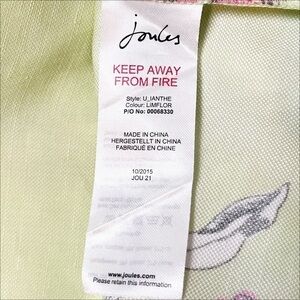 Joules
KEEP AWAY
FROM FIRE
Style: U_IANTHE
Colour: LIMFLOR
P/O No: 00068330
MADE IN CHINA
HERGESTELLT IN CHINA
FABRIQUÉ EN CHINE
10/2015
JOU 21
www.joules.com
Please retain this information